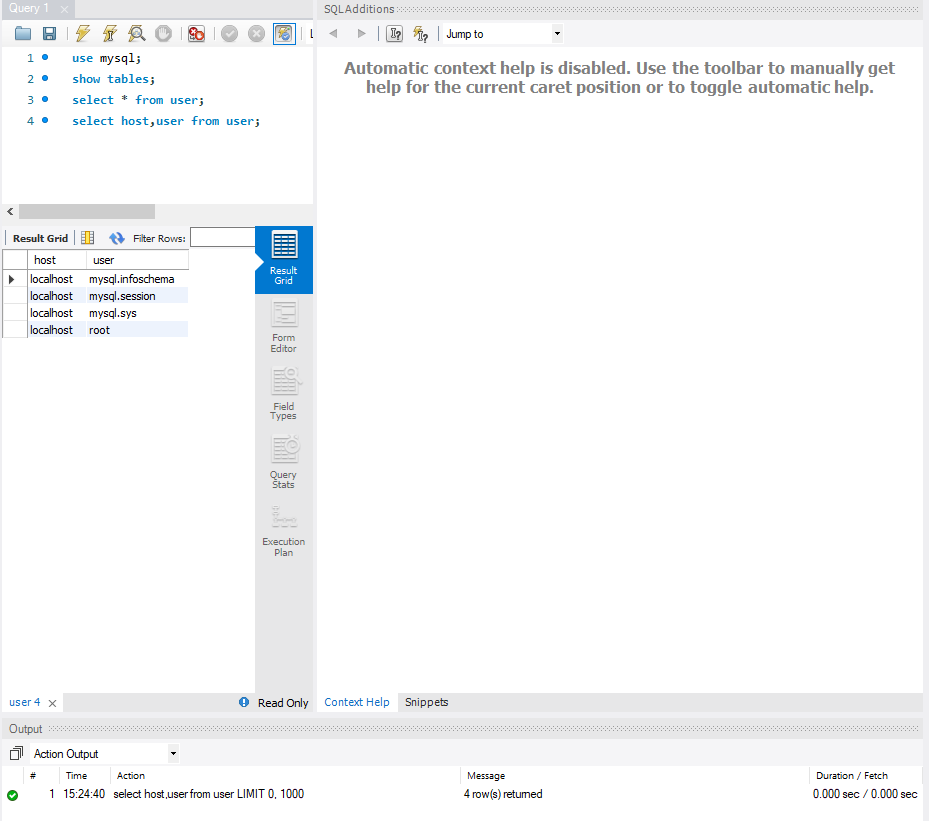 Query 1
SQLAdditions
L
Jump to
1 use mysql;
2 show tables;
3 select * from user;
4 select host,user from user;
Automatic context help is disabled. Use the toolbar to manually get
help for the current caret position or to toggle automatic help.
Result Grid
Filter Rows:
host user
localhost mysql.infoschema
localhost mysql.session
localhost mysql.sys
localhost root
Result
Grid
Form
Editor
Field
Types
Query
Stats
Execution
Plan
user 4
Read Only
Context Help
Snippets
Output
Action Output
# Time Action Message Duration / Fetch
1 15:24:40 select host,user from user LIMIT 0, 1000 4 row(s) returned 0.000 sec / 0.000 sec